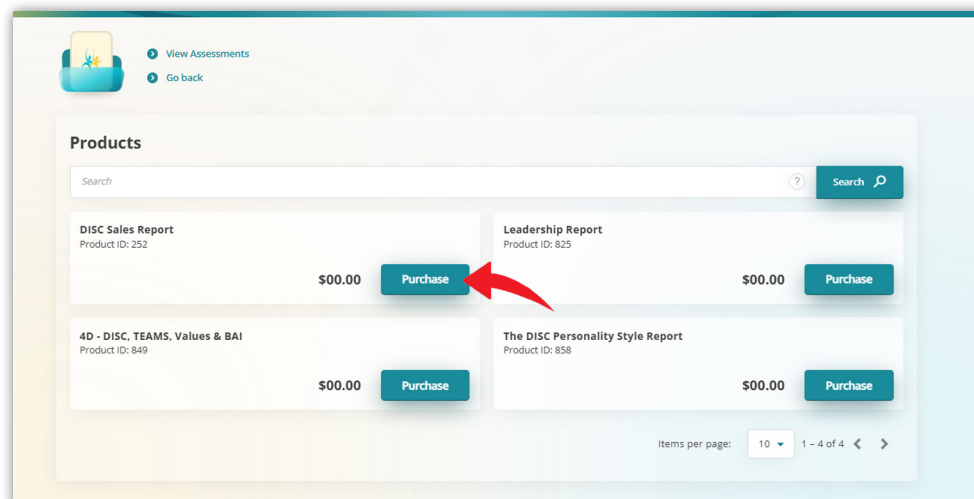 View Assessments
Go back
Products
Search
?
Search
DISC Sales Report
Product ID: 252
$00.00
Purchase
Leadership Report
Product ID: 825
$00.00
Purchase
4D - DISC, TEAMS, Values & BAI
Product ID: 849
$00.00
Purchase
The DISC Personality Style Report
Product ID: 858
$00.00
Purchase
Items per page:
10
1 – 4 of 4